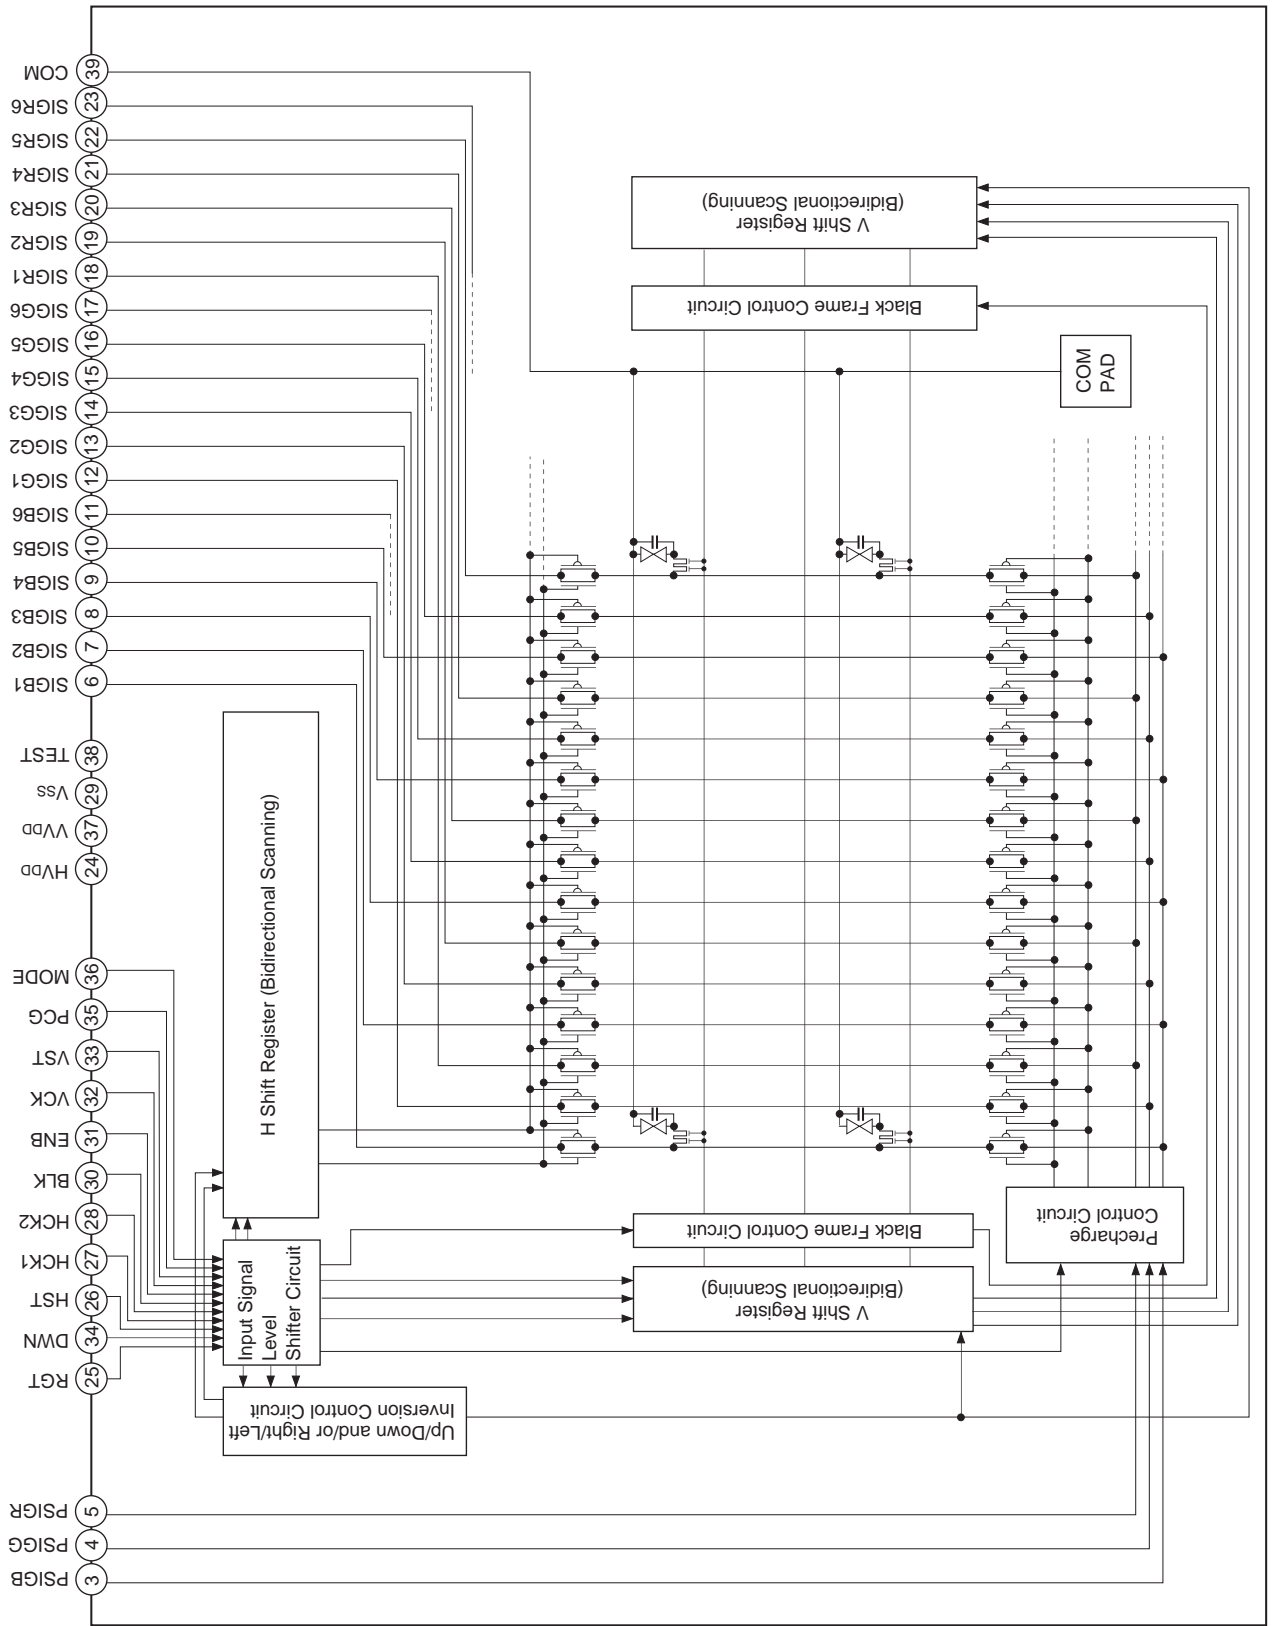 COM 39
SIGR6 23
SIGR5 22
SIGR4 21
SIGR3 20
SIGR2 19
SIGR1 18
SIGG6 17
SIGG5 16
SIGG4 15
SIGG3 14
SIGG2 13
SIGG1 12
SIGB6 11
SIGB5 10
SIGB4 9
SIGB3 8
SIGB2 7
SIGB1 6
TEST 38
VSS 29
VVDD 37
HVDD 24
MODE 36
PCG 35
VST 33
VCK 32
ENB 31
BLK 30
HCK2 28
HCK1 27
HST 26
DWN 34
RGT 25
PSIGR 5
PSIGG 4
PSIGB 3
V Shift Register
(Bidirectional Scanning)
Black Frame Control Circuit
COM
PAD
H Shift Register (Bidirectional Scanning)
Input Signal
Level
Shifter Circuit
Black Frame Control Circuit
V Shift Register
(Bidirectional Scanning)
Precharge
Control Circuit
Up/Down and/or Right/Left
Inversion Control Circuit